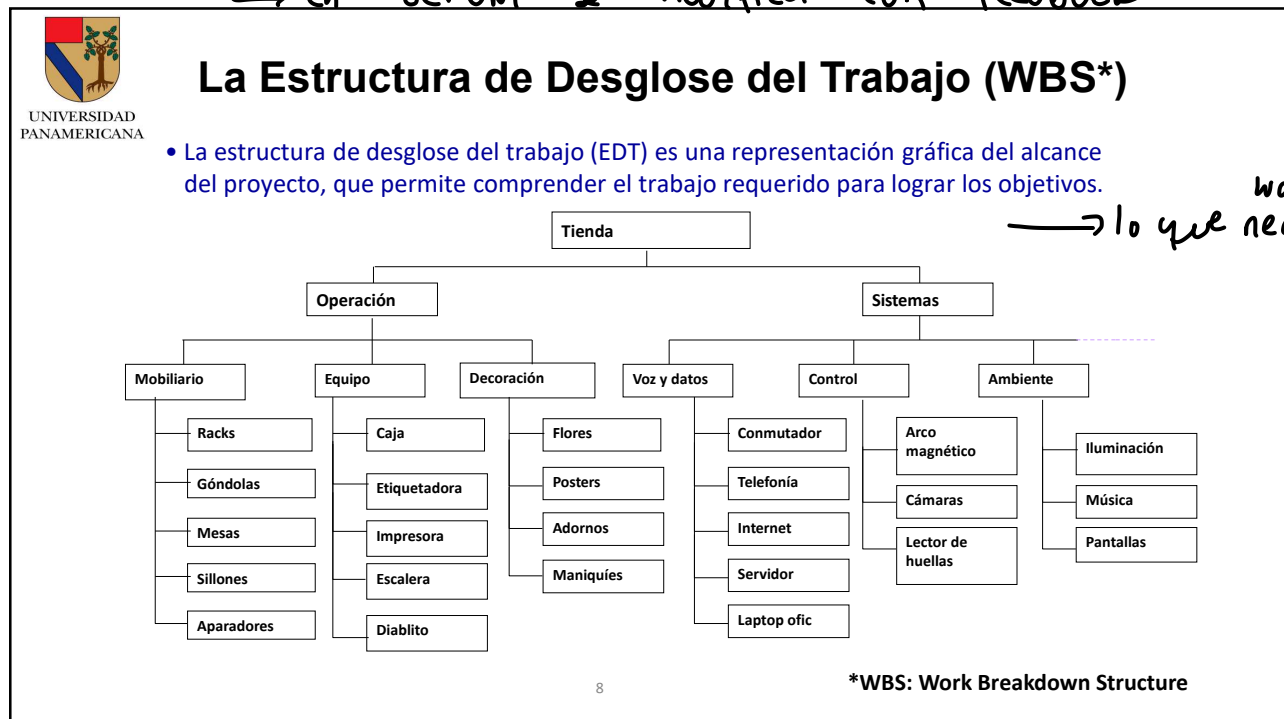 La Estructura de Desglose del Trabajo (WBS*)
UNIVERSIDAD
PANAMERICANA
• La estructura de desglose del trabajo (EDT) es una representación gráfica del alcance
del proyecto, que permite comprender el trabajo requerido para lograr los objetivos.
→ lo que
Tienda
Operación
Sistemas
Mobiliario
Equipo
Decoración
Voz y datos
Control
Ambiente
Racks
Góndolas
Mesas
Sillones
Aparadores
Caja
Etiquetadora
Impresora
Escalera
Diablito
Flores
Posters
Adornos
Maniquíes
Conmutador
Telefonía
Internet
Servidor
Laptop ofic
Arco
magnético
Cámaras
Lector de
huellas
Iluminación
Música
Pantallas
8
*WBS: Work Breakdown Structure